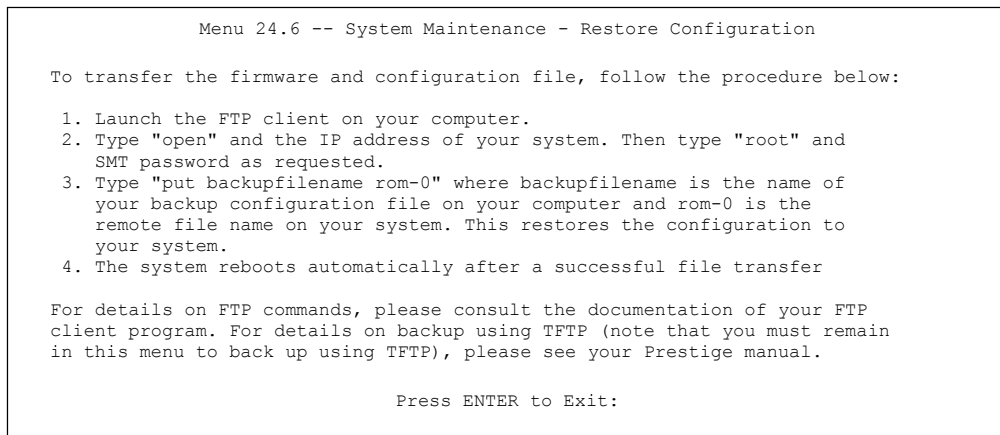 Menu 24.6 -- System Maintenance - Restore Configuration
To transfer the firmware and configuration file, follow the procedure below:
1. Launch the FTP client on your computer.
2. Type "open" and the IP address of your system. Then type "root" and
SMT password as requested.
3. Type "put backupfilename rom-0" where backupfilename is the name of
your backup configuration file on your computer and rom-0 is the
remote file name on your system. This restores the configuration to
your system.
4. The system reboots automatically after a successful file transfer
For details on FTP commands, please consult the documentation of your FTP
client program. For details on backup using TFTP (note that you must remain
in this menu to back up using TFTP), please see your Prestige manual.
Press ENTER to Exit: